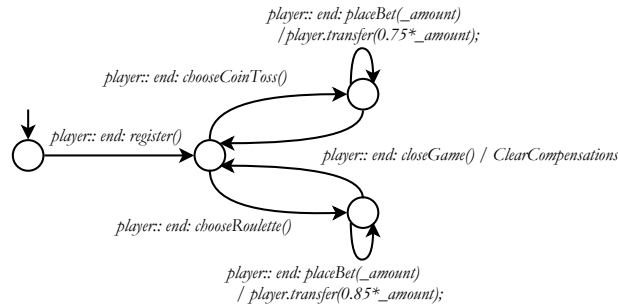 player:: end: placeBet(_amount)
/player.transfer(0.75*_amount);
player:: end: chooseCoinToss()
player:: end: register()
player:: end: closeGame() / ClearCompensations
player:: end: chooseRoulette()
player:: end: placeBet(_amount)
/ player.transfer(0.85*_amount);